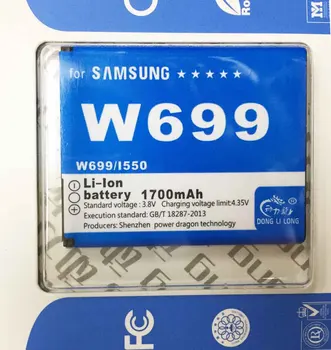 for SAMSUNG ★★★★★
W699
W699/I550
Li-Ion
battery 1700mAh
Standard voltage:3.8V Charging voltage limit:4.35V
Execution standard: GB/T 18287-2013
Producers: Shenzhen power dragon technology
DONG LI LONG
FC